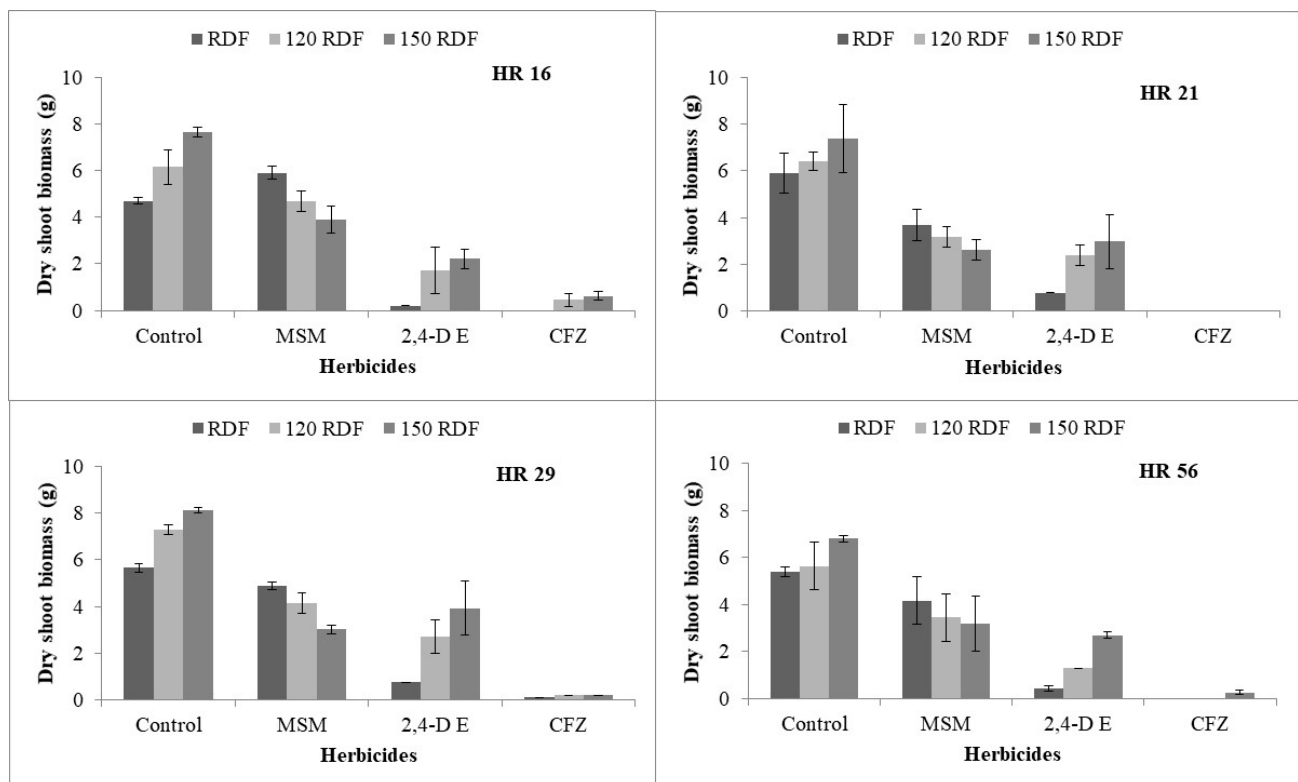 RDF 120 RDF 150 RDF
HR 16
Dry shoot biomass (g)
10
8
6
4
2
0
Control MSM 2,4-D E CFZ
Herbicides
RDF 120 RDF 150 RDF
HR 21
Dry shoot biomass (g)
10
8
6
4
2
0
Control MSM 2,4-D E CFZ
Herbicides
RDF 120 RDF 150 RDF
HR 29
Dry shoot biomass (g)
10
8
6
4
2
0
Control MSM 2,4-D E CFZ
Herbicides
RDF 120 RDF 150 RDF
HR 56
Dry shoot biomass (g)
10
8
6
4
2
0
Control MSM 2,4-D E CFZ
Herbicides